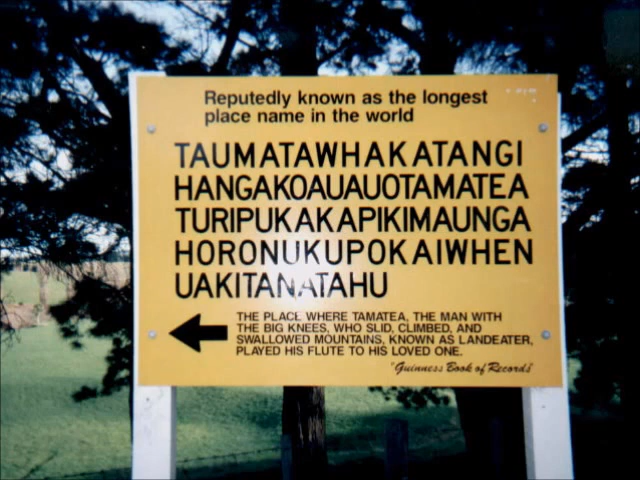 Reputedly known as the longest
place name in the world
TAUMATAWHAKATANGI
HANGAKOAUAUOTAMATEA
TURIPUKAKAPIKIMAUNGA
HORONUKUPOKAIWHEN
UAKITANATAHU
THE PLACE WHERE TAMATEA, THE MAN WITH
THE BIG KNEES, WHO SLID, CLIMBED, AND
SWALLOWED MOUNTAINS, KNOWN AS LANDEATER,
PLAYED HIS FLUTE TO HIS LOVED ONE.
"Guinness Book of Records"